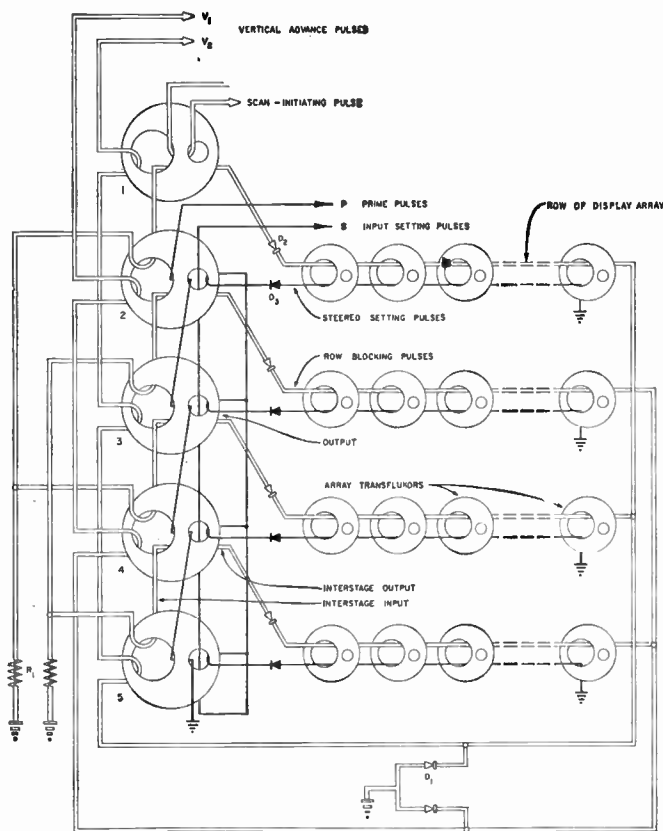 V1
VERTICAL ADVANCE PULSES
V2
SCAN-INITIATING PULSE
1
P PRIME PULSES
ROW OF DISPLAY ARRAY
S INPUT SETTING PULSES
D2
2
D3
STEERED SETTING PULSES
ROW BLOCKING PULSES
3
OUTPUT
ARRAY TRANSFLUXORS
4
INTERSTAGE OUTPUT
INTERSTAGE INPUT
R1
5
D1